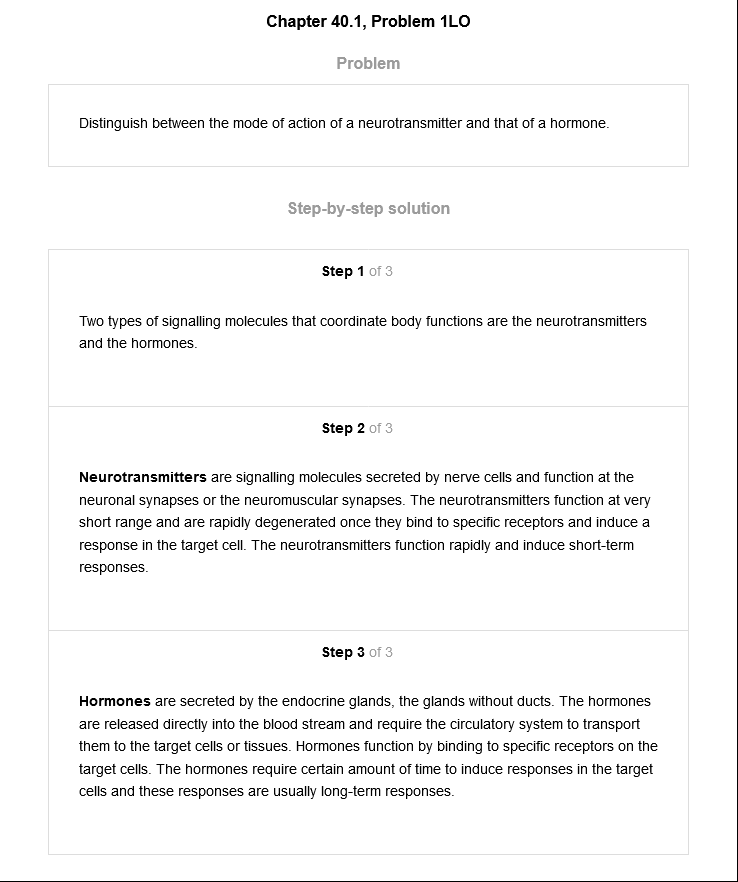 Chapter 40.1, Problem 1LO
Problem
Distinguish between the mode of action of a neurotransmitter and that of a hormone.
Step-by-step solution
Step 1 of 3
Two types of signalling molecules that coordinate body functions are the neurotransmitters
and the hormones.
Step 2 of 3
Neurotransmitters are signalling molecules secreted by nerve cells and function at the
neuronal synapses or the neuromuscular synapses. The neurotransmitters function at very
short range and are rapidly degenerated once they bind to specific receptors and induce a
response in the target cell. The neurotransmitters function rapidly and induce short-term
responses.
Step 3 of 3
Hormones are secreted by the endocrine glands, the glands without ducts. The hormones
are released directly into the blood stream and require the circulatory system to transport
them to the target cells or tissues. Hormones function by binding to specific receptors on the
target cells. The hormones require certain amount of time to induce responses in the target
cells and these responses are usually long-term responses.